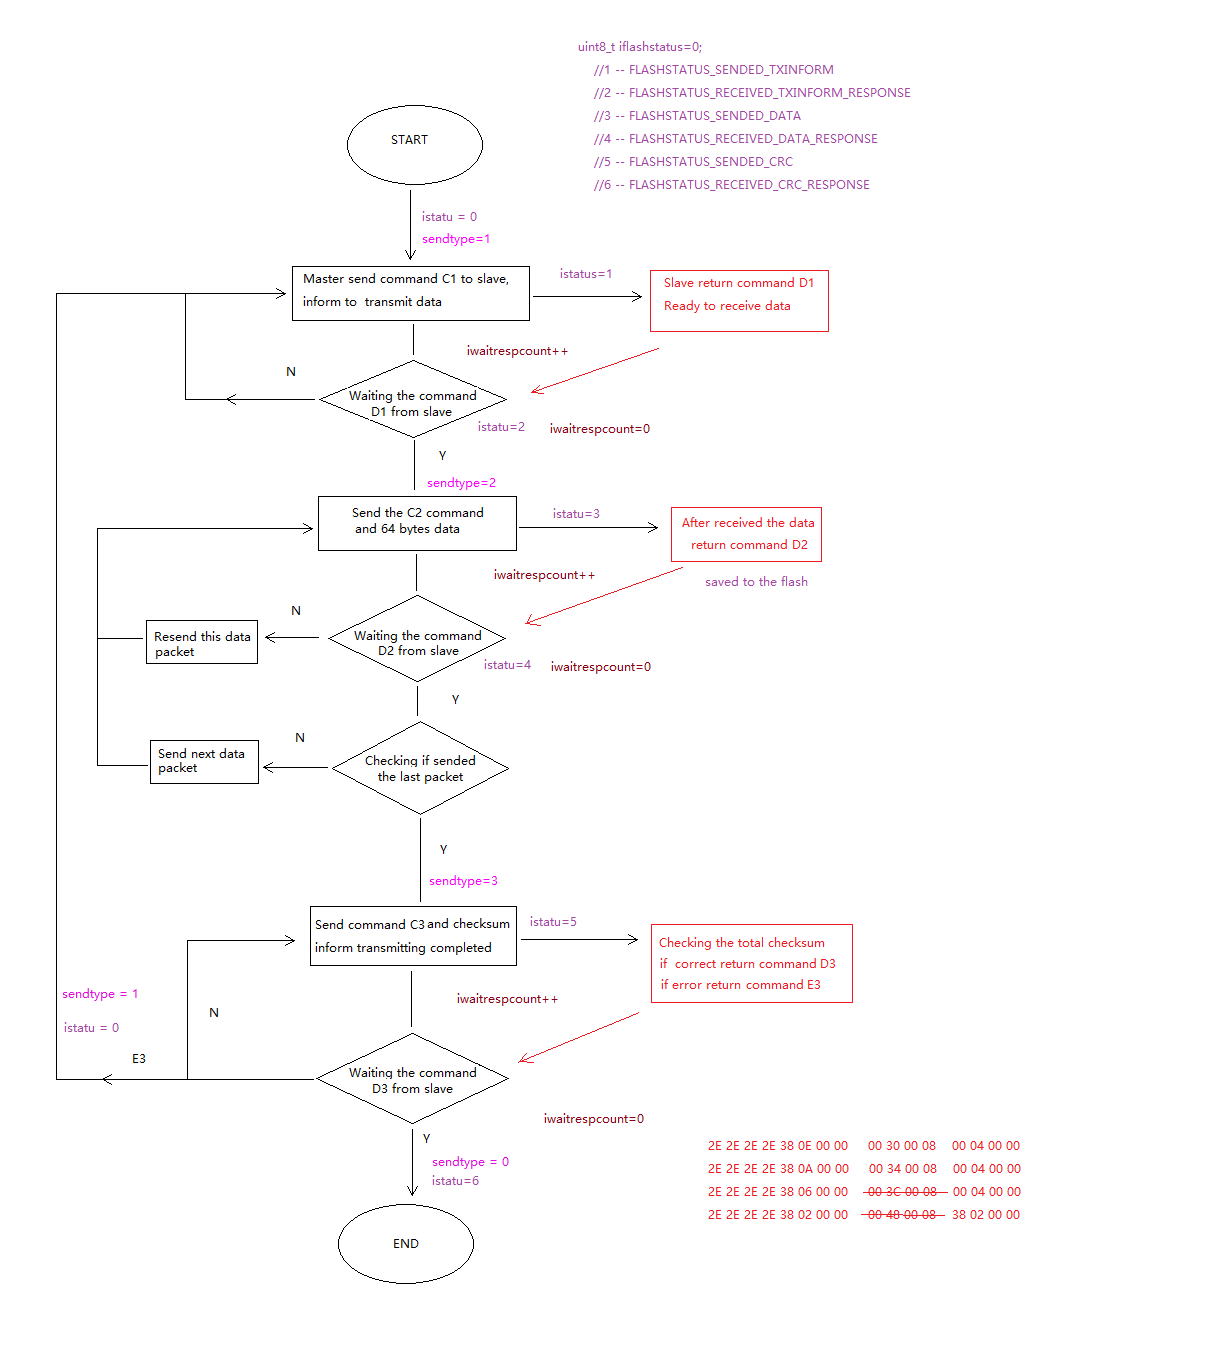 uint8_t iflashstatus=0;
//1 -- FLASHSTATUS_SENDED_TXINFORM
//2 -- FLASHSTATUS_RECEIVED_TXINFORM_RESPONSE
//3 -- FLASHSTATUS_SENDED_DATA
//4 -- FLASHSTATUS_RECEIVED_DATA_RESPONSE
//5 -- FLASHSTATUS_SENDED_CRC
//6 -- FLASHSTATUS_RECEIVED_CRC_RESPONSE
START
istatu = 0
sendtype=1
Master send command C1 to slave,
inform to transmit data
istatus=1
Slave return command D1
Ready to receive data
iwaitrespcount++
N
Waiting the command
D1 from slave
istatu=2
iwaitrespcount=0
Y
sendtype=2
Send the C2 command
and 64 bytes data
istatu=3
After received the data
return command D2
iwaitrespcount++
saved to the flash
N
Resend this data
packet
Waiting the command
D2 from slave
istatu=4
iwaitrespcount=0
Y
N
Send next data
packet
Checking if sended
the last packet
Y
sendtype=3
Send command C3 and checksum
inform transmitting completed
istatu=5
Checking the total checksum
if correct return command D3
if error return command E3
iwaitrespcount++
sendtype = 1
istatu = 0
N
E3
Waiting the command
D3 from slave
iwaitrespcount=0
Y
sendtype = 0
istatu=6
END
2E 2E 2E 2E 38 0E 00 00 00 30 00 08 00 04 00 00
2E 2E 2E 2E 38 0A 00 00 00 34 00 08 00 04 00 00
2E 2E 2E 2E 38 06 00 00 00 3C 00 08 00 04 00 00
2E 2E 2E 2E 38 02 00 00 00 48 00 08 38 02 00 00